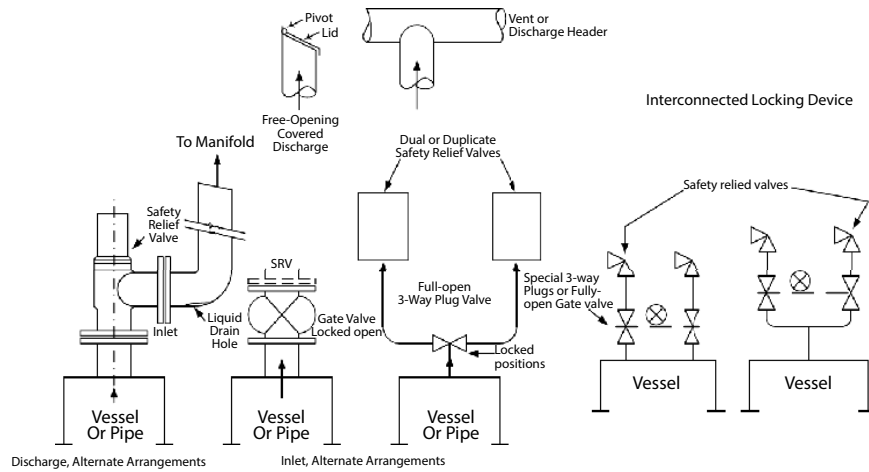 Pivot
Lid
Vent or
Discharge Header
Free-Opening
Covered
Discharge
Interconnected Locking Device
To Manifold
Dual or Duplicate
Safety Relief Valves
Safety relied valves
Safety
Relief
Valve
SRV
Full-open
3-Way Plug Valve
Special 3-way
Plugs or Fully-
open Gate valve
Inlet
Liquid
Drain
Hole
Gate Valve
Locked open
Locked
positions
Vessel
Or Pipe
Vessel
Or Pipe
Vessel
Or Pipe
Vessel
Vessel
Discharge, Alternate Arrangements
Inlet, Alternate Arrangements